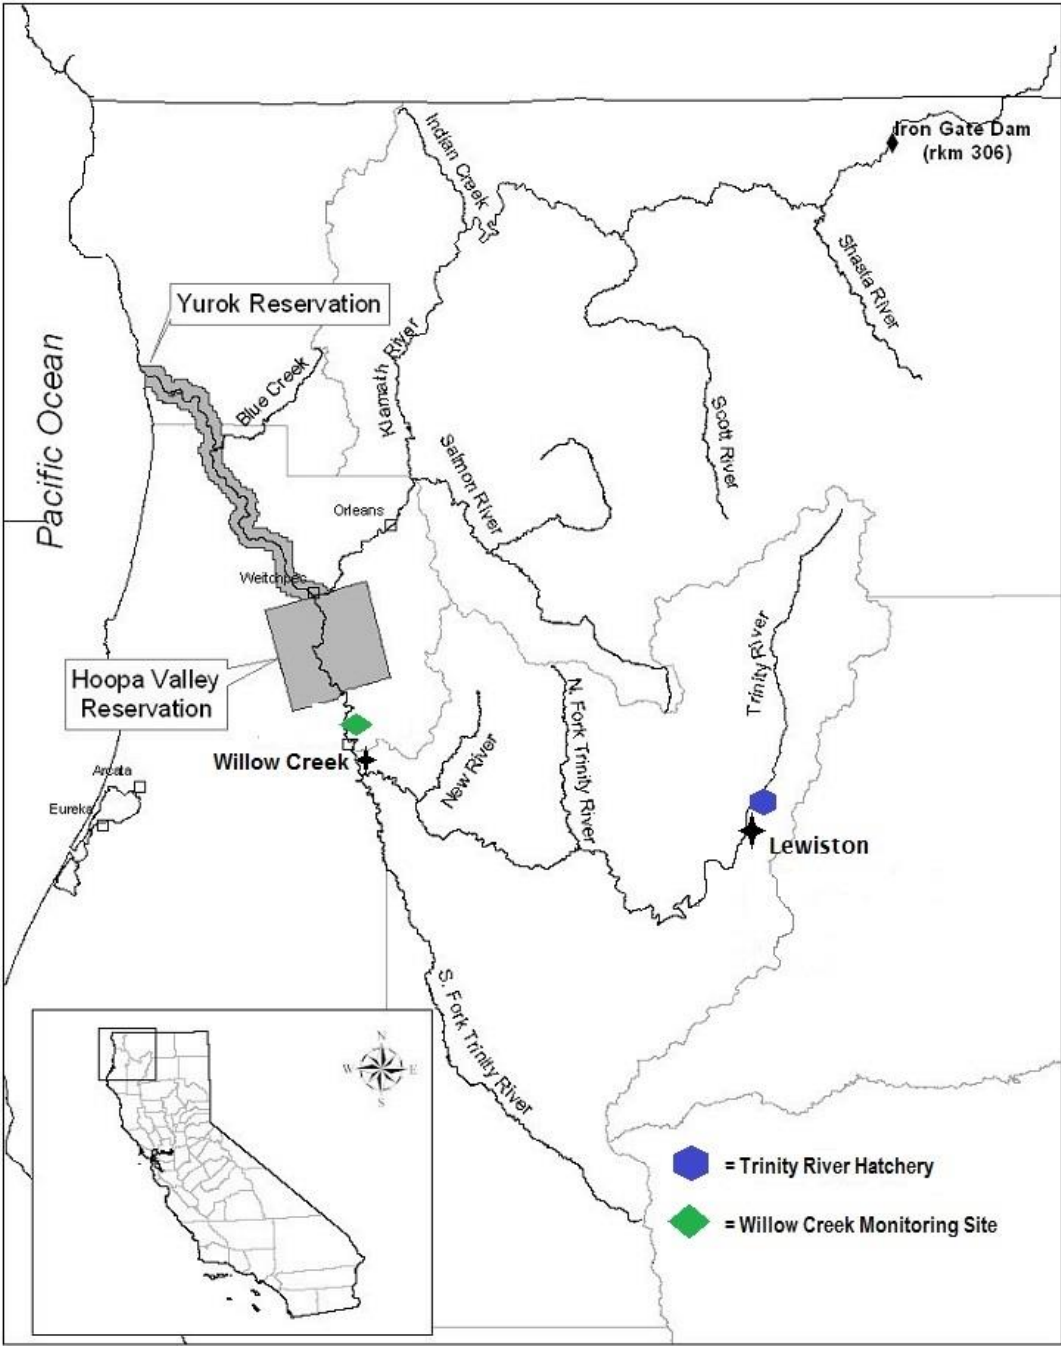 Indian Creek
Iron Gate Dam
(rkm 306)
Shasta River
Yurok Reservation
Pacific Ocean
Blue Creek
Klamath River
Scott River
Salmon River
Orleans
Weitchpec
Hoopa Valley
Reservation
Trinity River
N. Fork Trinity River
New River
Willow Creek
Arcata
Eureka
Lewiston
S. Fork Trinity River
N
W
E
S
= Trinity River Hatchery
= Willow Creek Monitoring Site